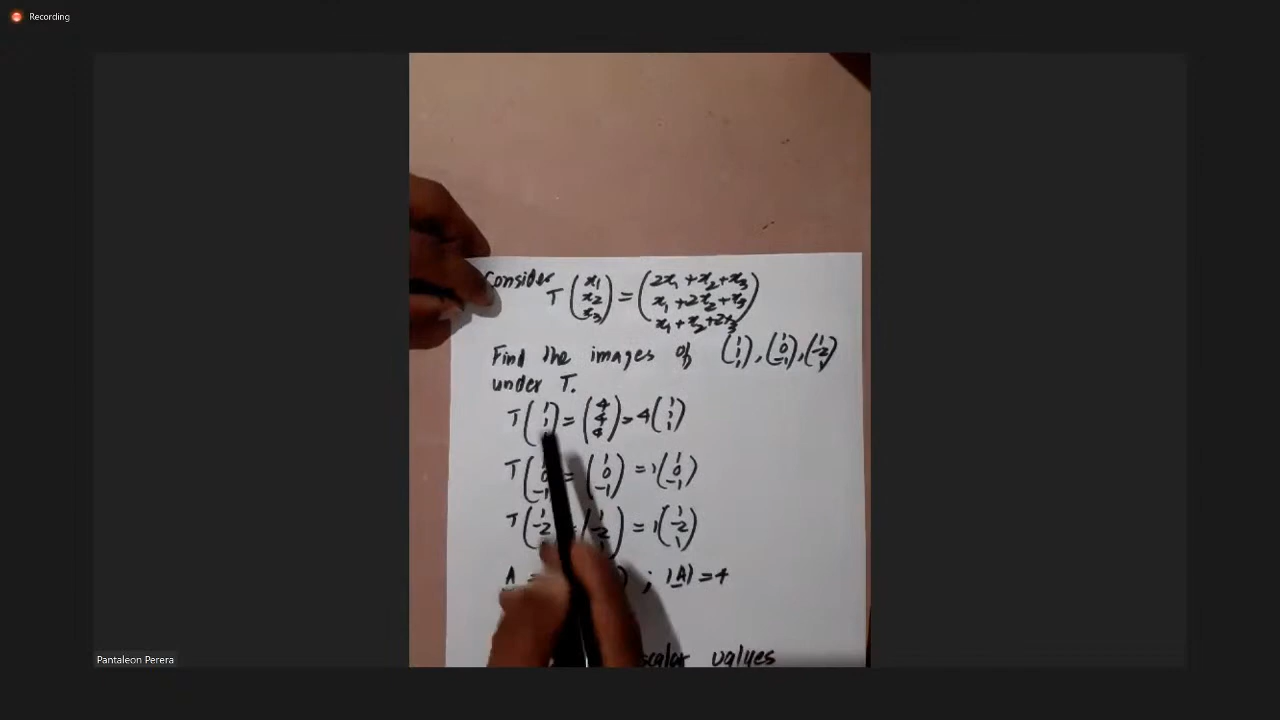 Recording
Consider T (x₁ x₂ x₃) = (2x₁ + x₂ + x₃
x₁ + 2x₂ + x₃
x₁ + x₂ + 2x₃)
Find the images of (1 1 1), (1 0 -1), (1 -2 1)
under T.
T (1 1) = (4 4 4) = 4 (1 1 1)
T (1 0 -1) = (1 0 -1) = 1 (1 0 -1)
T (1 -2) = (1 -2 1) = 1 (1 -2 1)
A = ) ; |A| = 4
scalar values
Pantaleon Perera